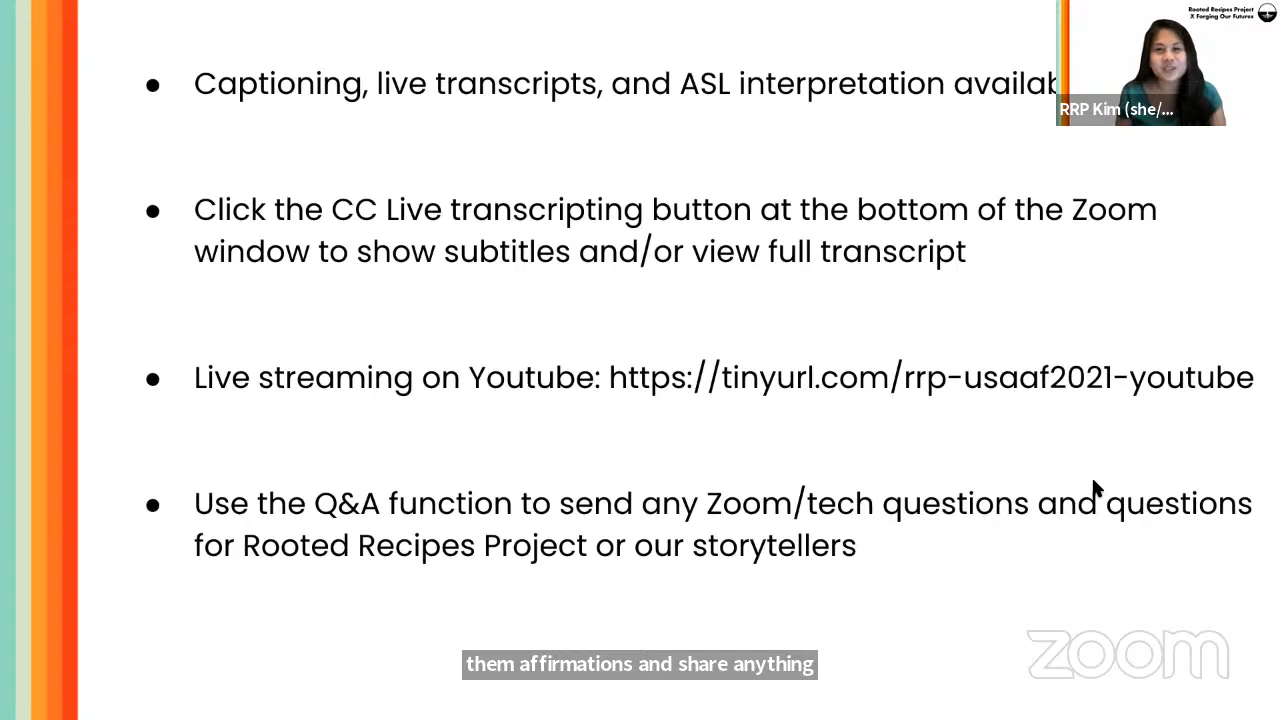 Rooted Recipes Project
X Forging Our Futures
● Captioning, live transcripts, and ASL interpretation
RRP Kim (she/...
● Click the CC Live transcripting button at the bottom of the Zoom
window to show subtitles and/or view full transcript
● Live streaming on Youtube: https://tinyurl.com/rrp-usaaf2021-youtube
● Use the Q&A function to send any Zoom/tech questions and questions
for Rooted Recipes Project or our storytellers
them affirmations and share anything
zoom